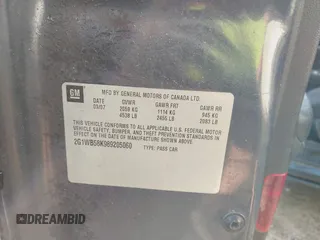 GM
MFD BY GENERAL MOTORS OF CANADA LTD.
DATE GVWR GAWR FRT GAWR RR
03/07 2059 KG 1114 KG 945 KG
4539 LB 2456 LB 2083 LB
THIS VEHICLE CONFORMS TO ALL APPLICABLE U.S. FEDERAL MOTOR
VEHICLE SAFETY, BUMPER, AND THEFT PREVENTION STANDARDS
IN EFFECT ON THE DATE OF MANUFACTURE SHOWN ABOVE.
TYPE: PASS CAR
DREAMBID